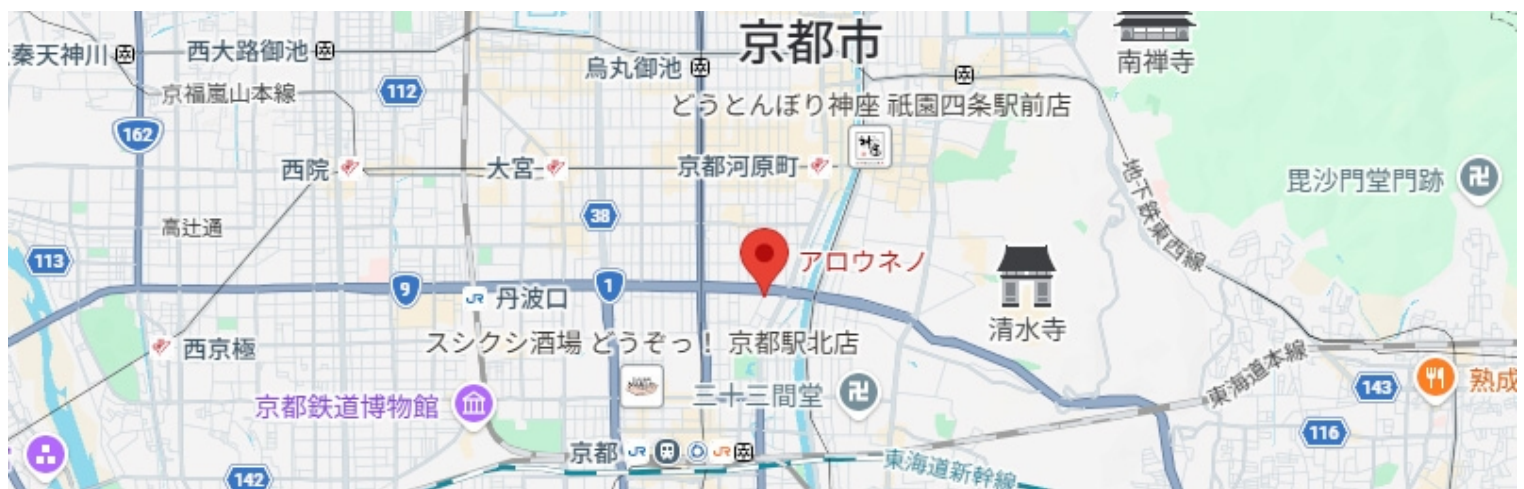 京都市
南禅寺
秦天神川
西大路御池
烏丸御池
京福嵐山本線
112
どうとんぼり神座 祇園四条駅前店
162
西院
大宮
京都河原町
地下鉄東西線
毘沙門堂門跡
38
高辻通
113
アロウネノ
9
丹波口
1
清水寺
西京極
スシクシ酒場 どうぞっ! 京都駅北店
東海道本線
143
熟成
京都鉄道博物館
三十三間堂
116
京都
JR
JR
東海道新幹線
142